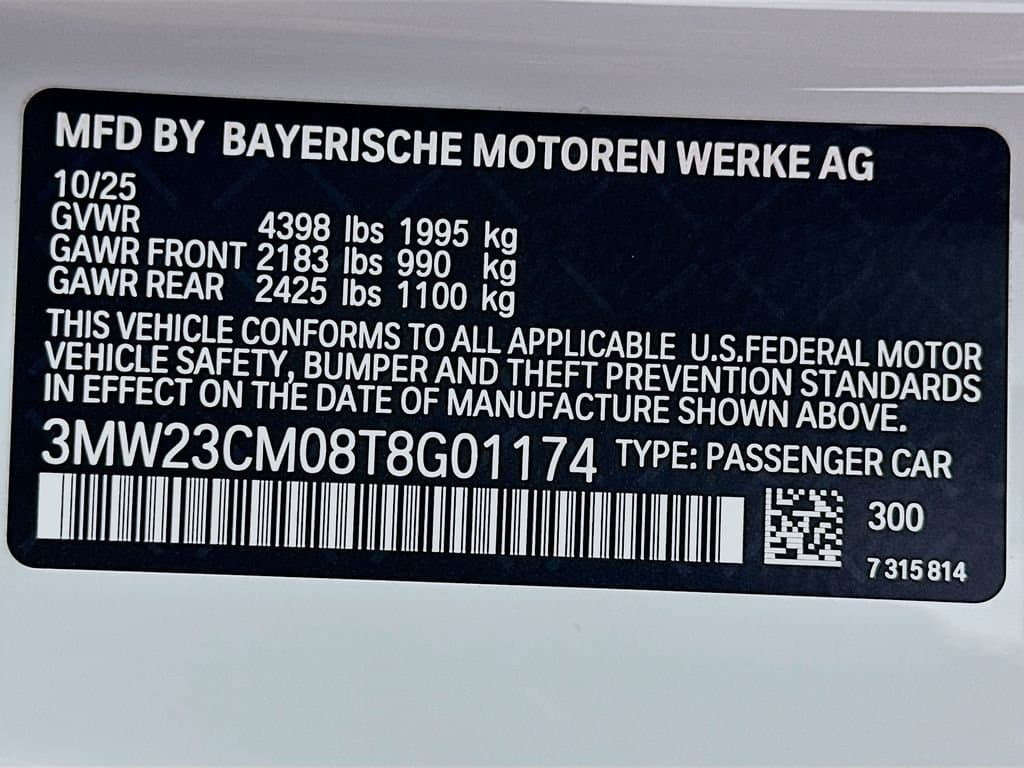 MFD BY BAYERISCHE MOTOREN WERKE AG
10/25
GVWR 4398 lbs 1995 kg
GAWR FRONT 2183 lbs 990 kg
GAWR REAR 2425 lbs 1100 kg
THIS VEHICLE CONFORMS TO ALL APPLICABLE U.S.FEDERAL MOTOR
VEHICLE SAFETY, BUMPER AND THEFT PREVENTION STANDARDS
IN EFFECT ON THE DATE OF MANUFACTURE SHOWN ABOVE.
3MW23CM08T8G01174 TYPE: PASSENGER CAR
300
7 315 814